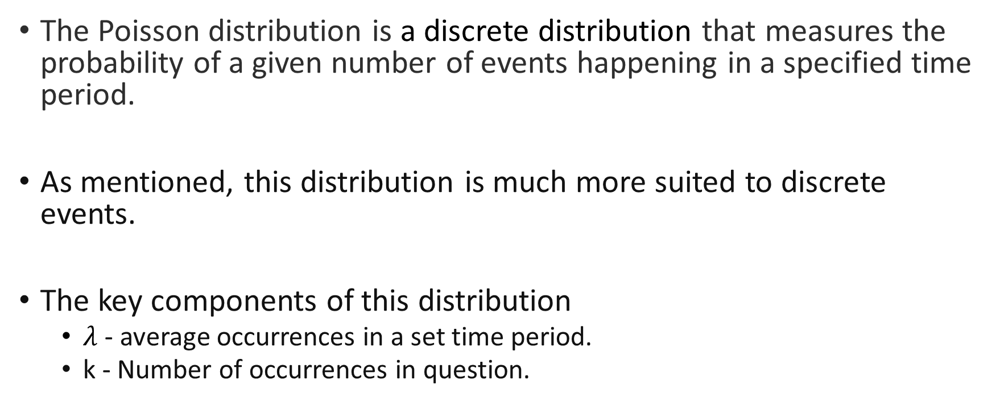 • The Poisson distribution is a discrete distribution that measures the
probability of a given number of events happening in a specified time
period.
• As mentioned, this distribution is much more suited to discrete
events.
• The key components of this distribution
• λ - average occurrences in a set time period.
• k - Number of occurrences in question.